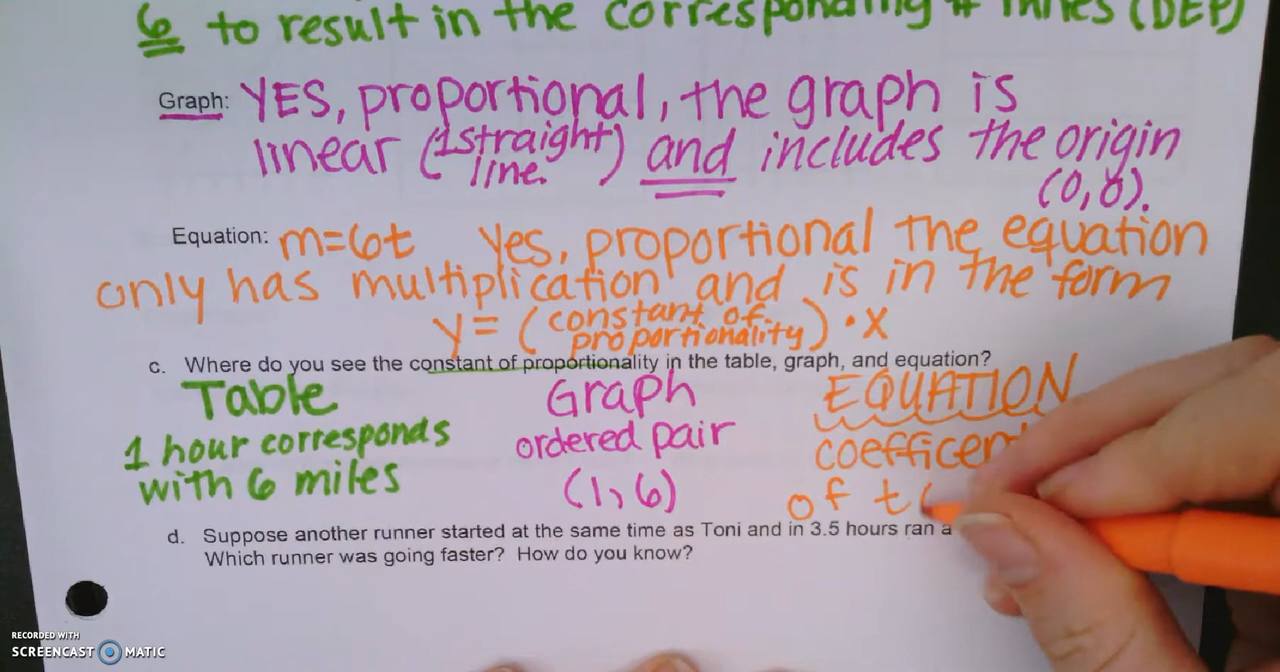 6 to result in the corresponding # miles (DEP)
Graph: YES, proportional, the graph is
linear (1 straight line.) and includes the origin
(0,0).
Equation: m=6t Yes, proportional the equation
only has multiplication and is in the form
y = (constant of proportionality) · x
c. Where do you see the constant of proportionality in the table, graph, and equation?
Table Graph EQUATION
1 hour corresponds ordered pair coefficen
with 6 miles (1,6) of t(
d. Suppose another runner started at the same time as Toni and in 3.5 hours ran a
Which runner was going faster? How do you know?
RECORDED WITH
SCREENCAST MATIC